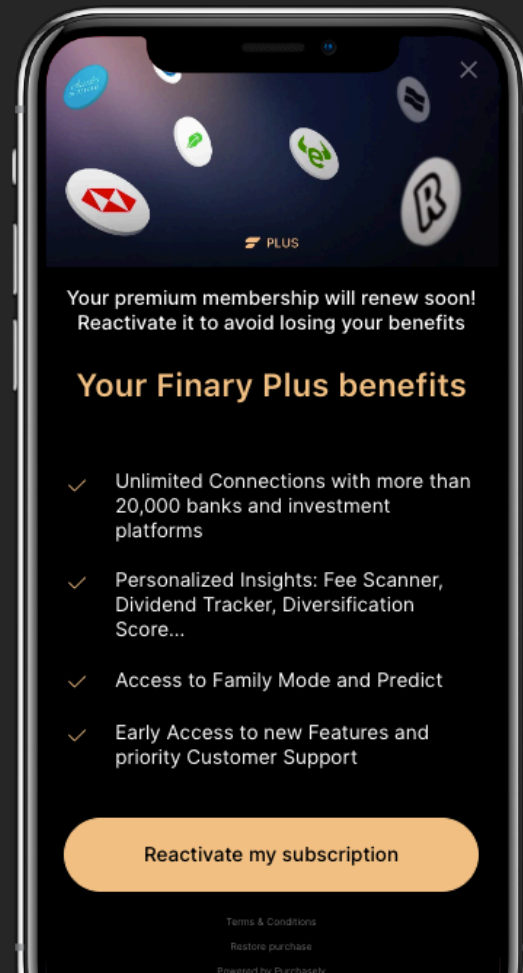 PLUS
Your premium membership will renew soon!
Reactivate it to avoid losing your benefits
Your Finary Plus benefits
Unlimited Connections with more than
20,000 banks and investment
platforms
Personalized Insights: Fee Scanner,
Dividend Tracker, Diversification
Score...
Access to Family Mode and Predict
Early Access to new Features and
priority Customer Support
Reactivate my subscription
Terms & Conditions
Restore purchase
Powered by Purchasely